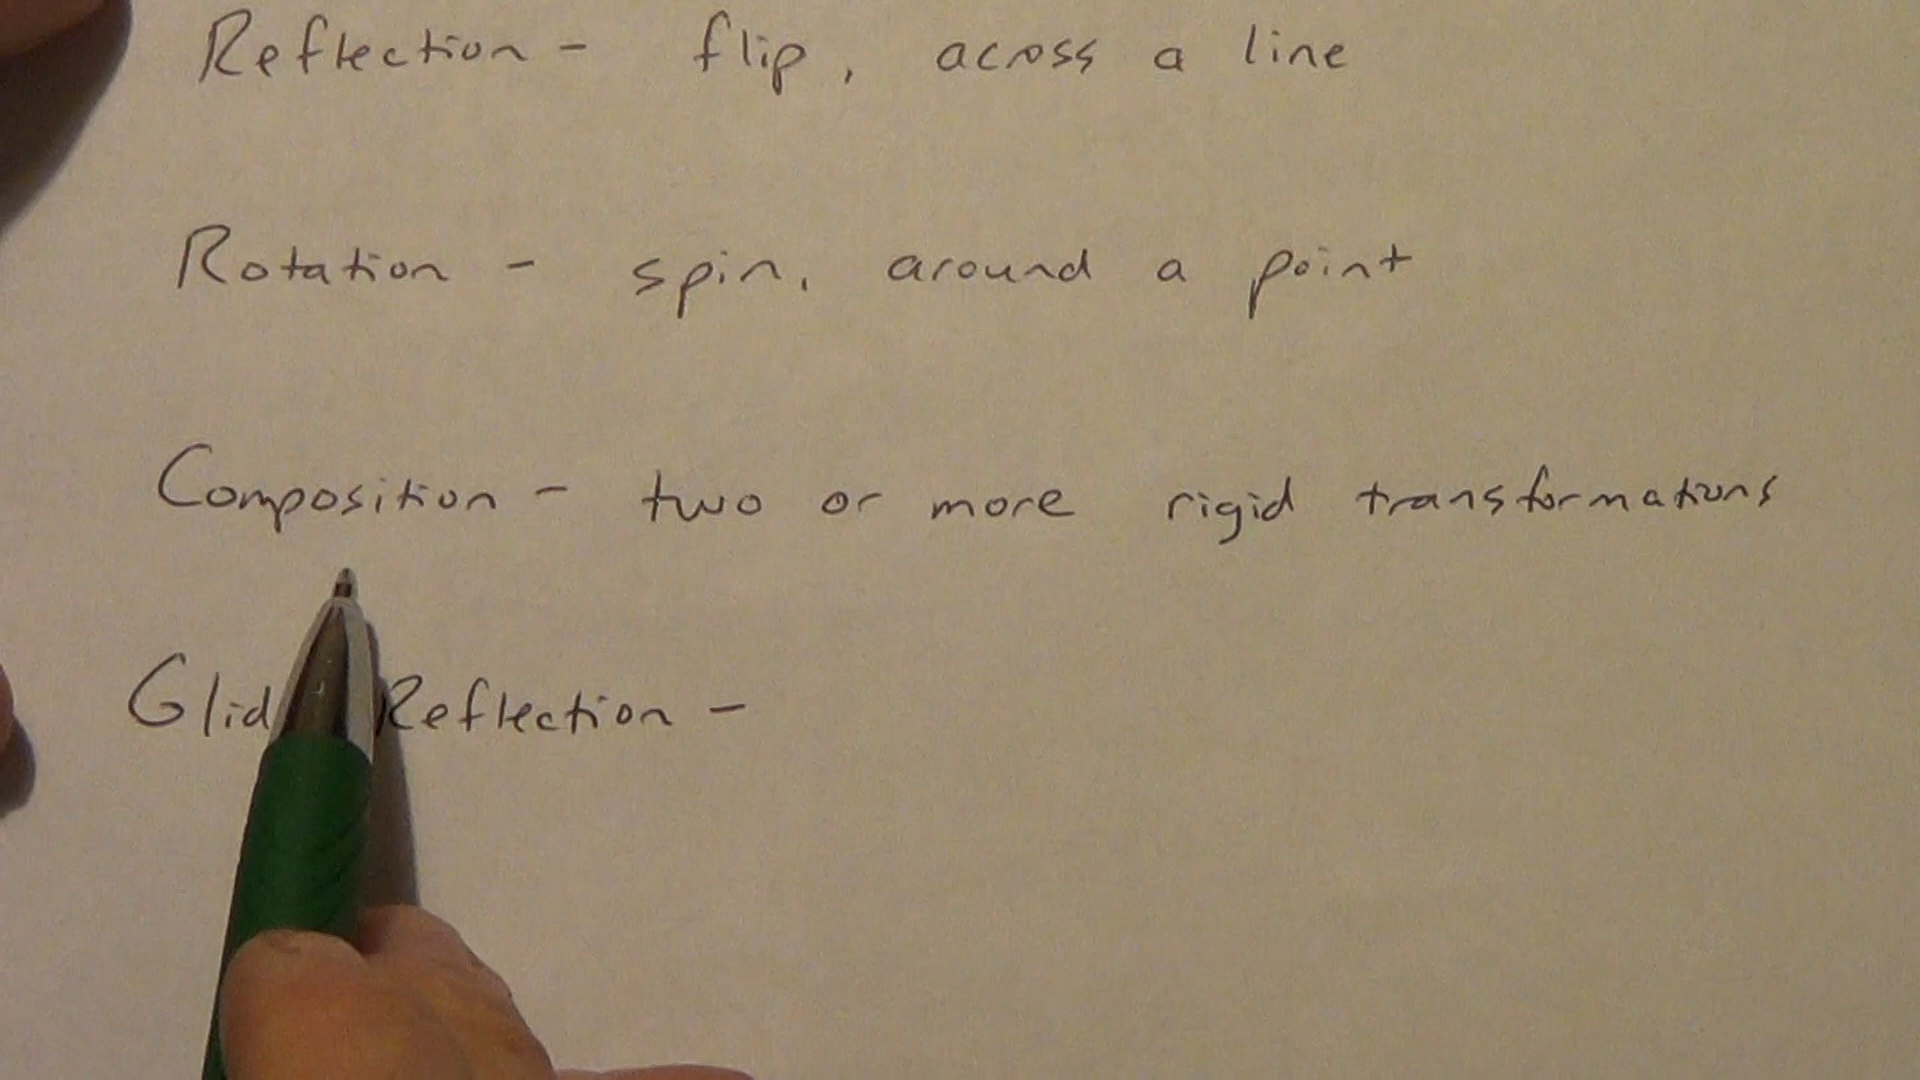 Reflection - flip, across a line
Rotation - spin, around a point
Composition - two or more rigid transformations
Reflection -